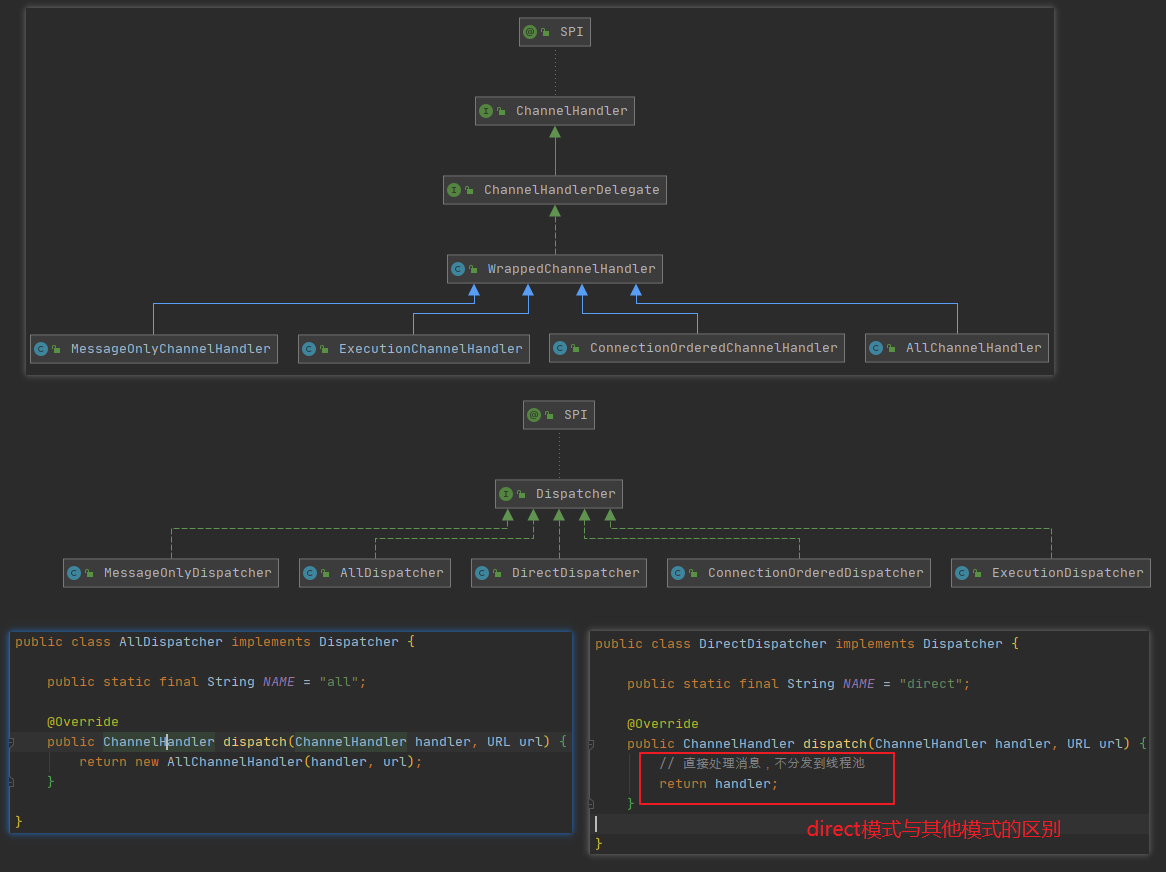 SPI
ChannelHandler
ChannelHandlerDelegate
WrappedChannelHandler
MessageOnlyChannelHandler
ExecutionChannelHandler
ConnectionOrderedChannelHandler
AllChannelHandler
SPI
Dispatcher
MessageOnlyDispatcher
AllDispatcher
DirectDispatcher
ConnectionOrderedDispatcher
ExecutionDispatcher
public class AllDispatcher implements Dispatcher {
public static final String NAME = "all";
@Override
public ChannelHandler dispatch(ChannelHandler handler, URL url) {
return new AllChannelHandler(handler, url);
}
}
public class DirectDispatcher implements Dispatcher {
public static final String NAME = "direct";
@Override
public ChannelHandler dispatch(ChannelHandler handler, URL url) {
// 直接处理消息，不分发到线程池
return handler;
}
direct模式与其他模式的区别
}